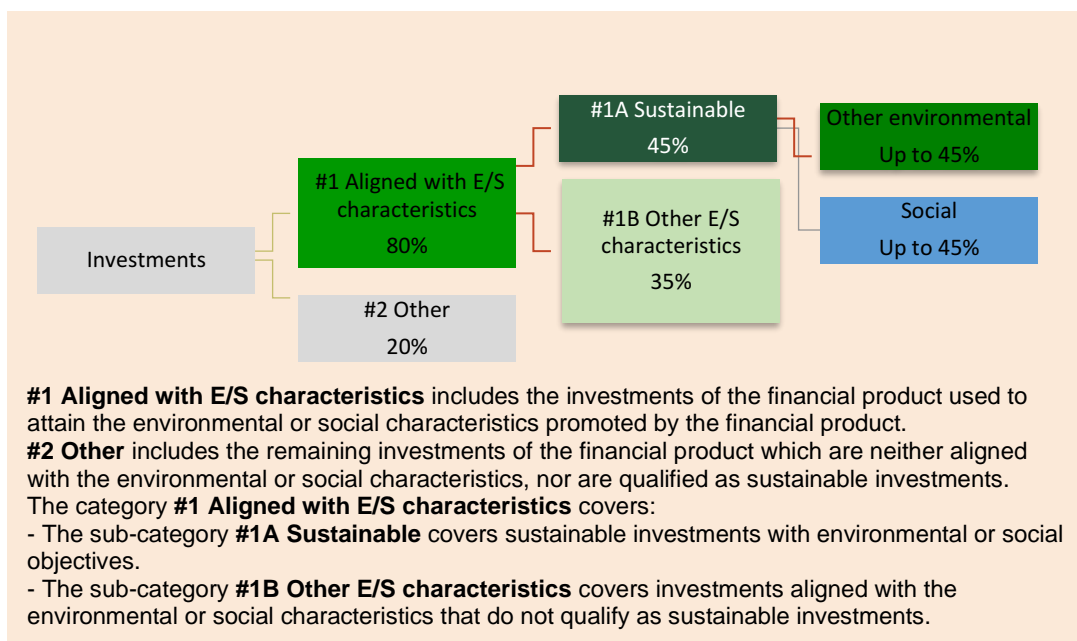 #1A Sustainable
45%
Other environmental
Up to 45%
#1 Aligned with E/S
characteristics
80%
#1B Other E/S
characteristics
35%
Social
Up to 45%
Investments
#2 Other
20%
#1 Aligned with E/S characteristics includes the investments of the financial product used to
attain the environmental or social characteristics promoted by the financial product.
#2 Other includes the remaining investments of the financial product which are neither aligned
with the environmental or social characteristics, nor are qualified as sustainable investments.
The category #1 Aligned with E/S characteristics covers:
- The sub-category #1A Sustainable covers sustainable investments with environmental or social
objectives.
- The sub-category #1B Other E/S characteristics covers investments aligned with the
environmental or social characteristics that do not qualify as sustainable investments.